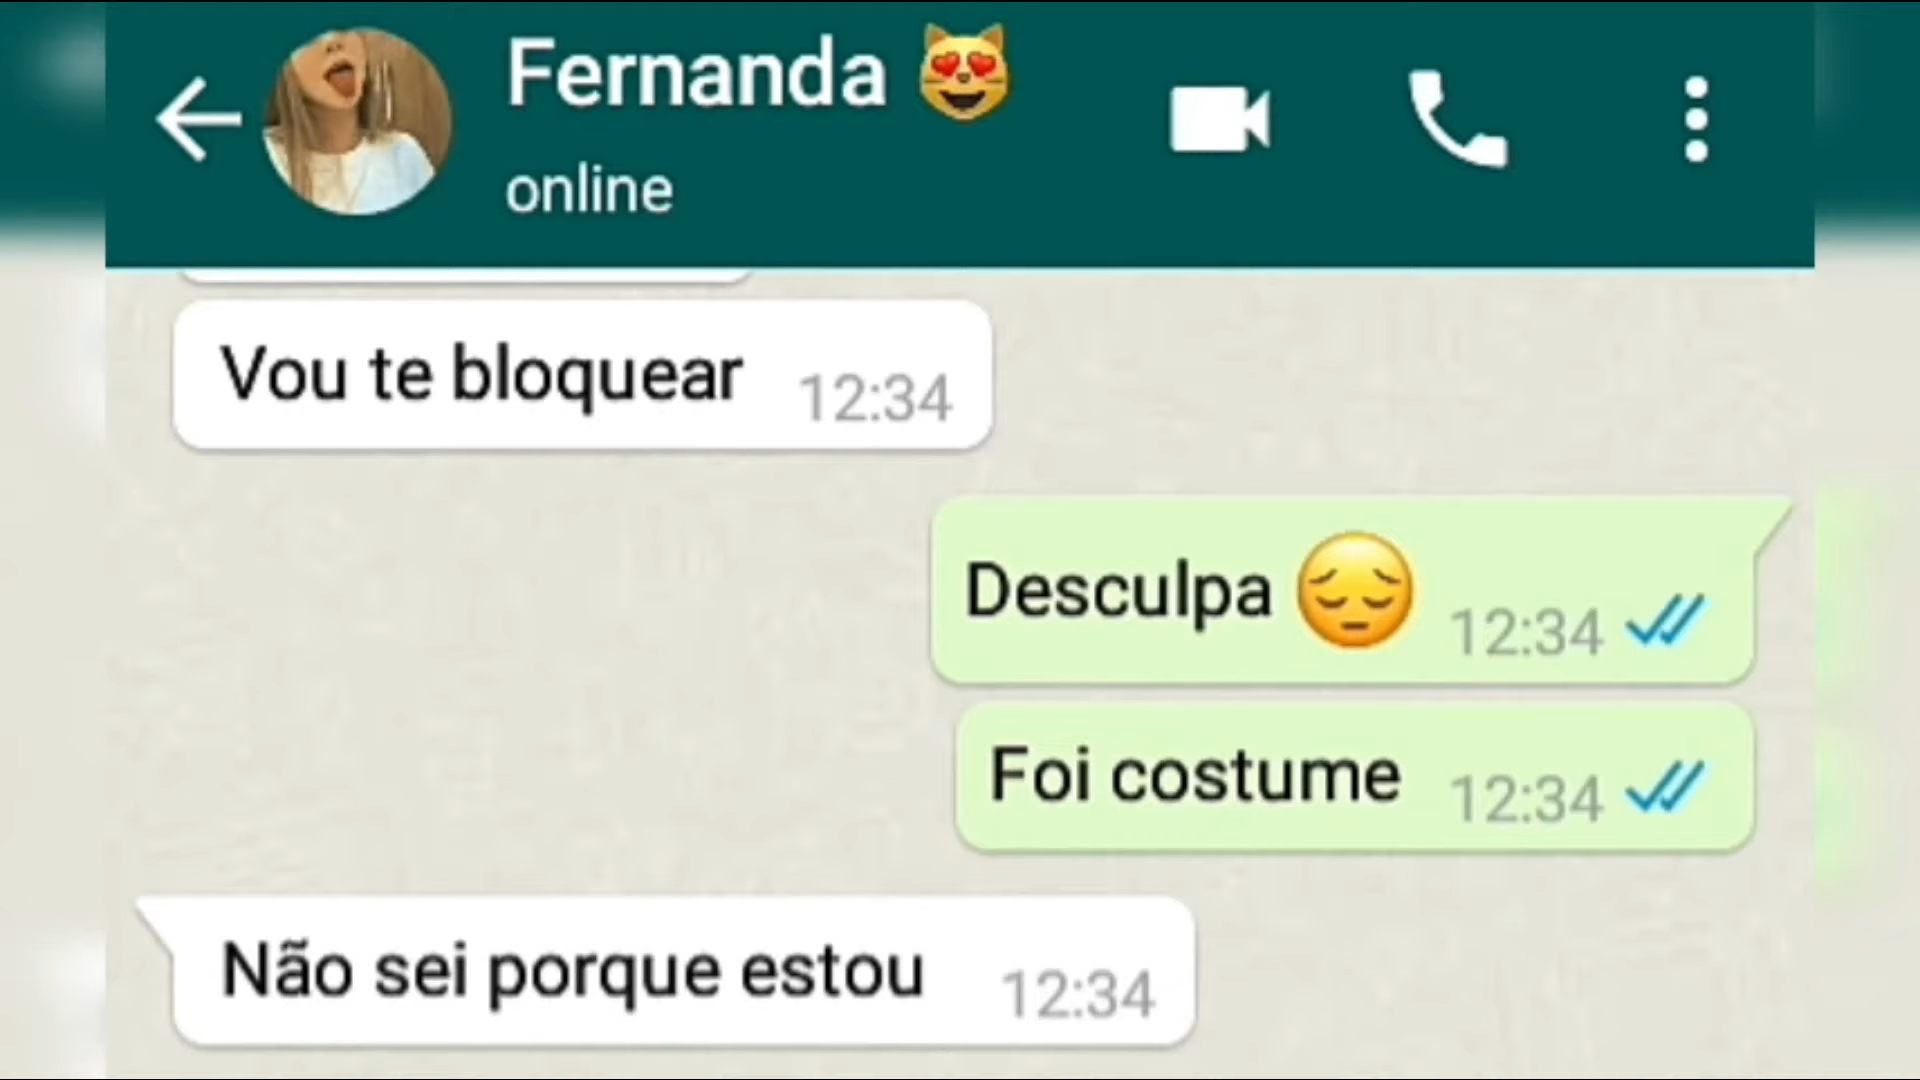 Fernanda 😻
online
Vou te bloquear 12:34
Desculpa 😔 12:34
Foi costume 12:34
Não sei porque estou 12:34